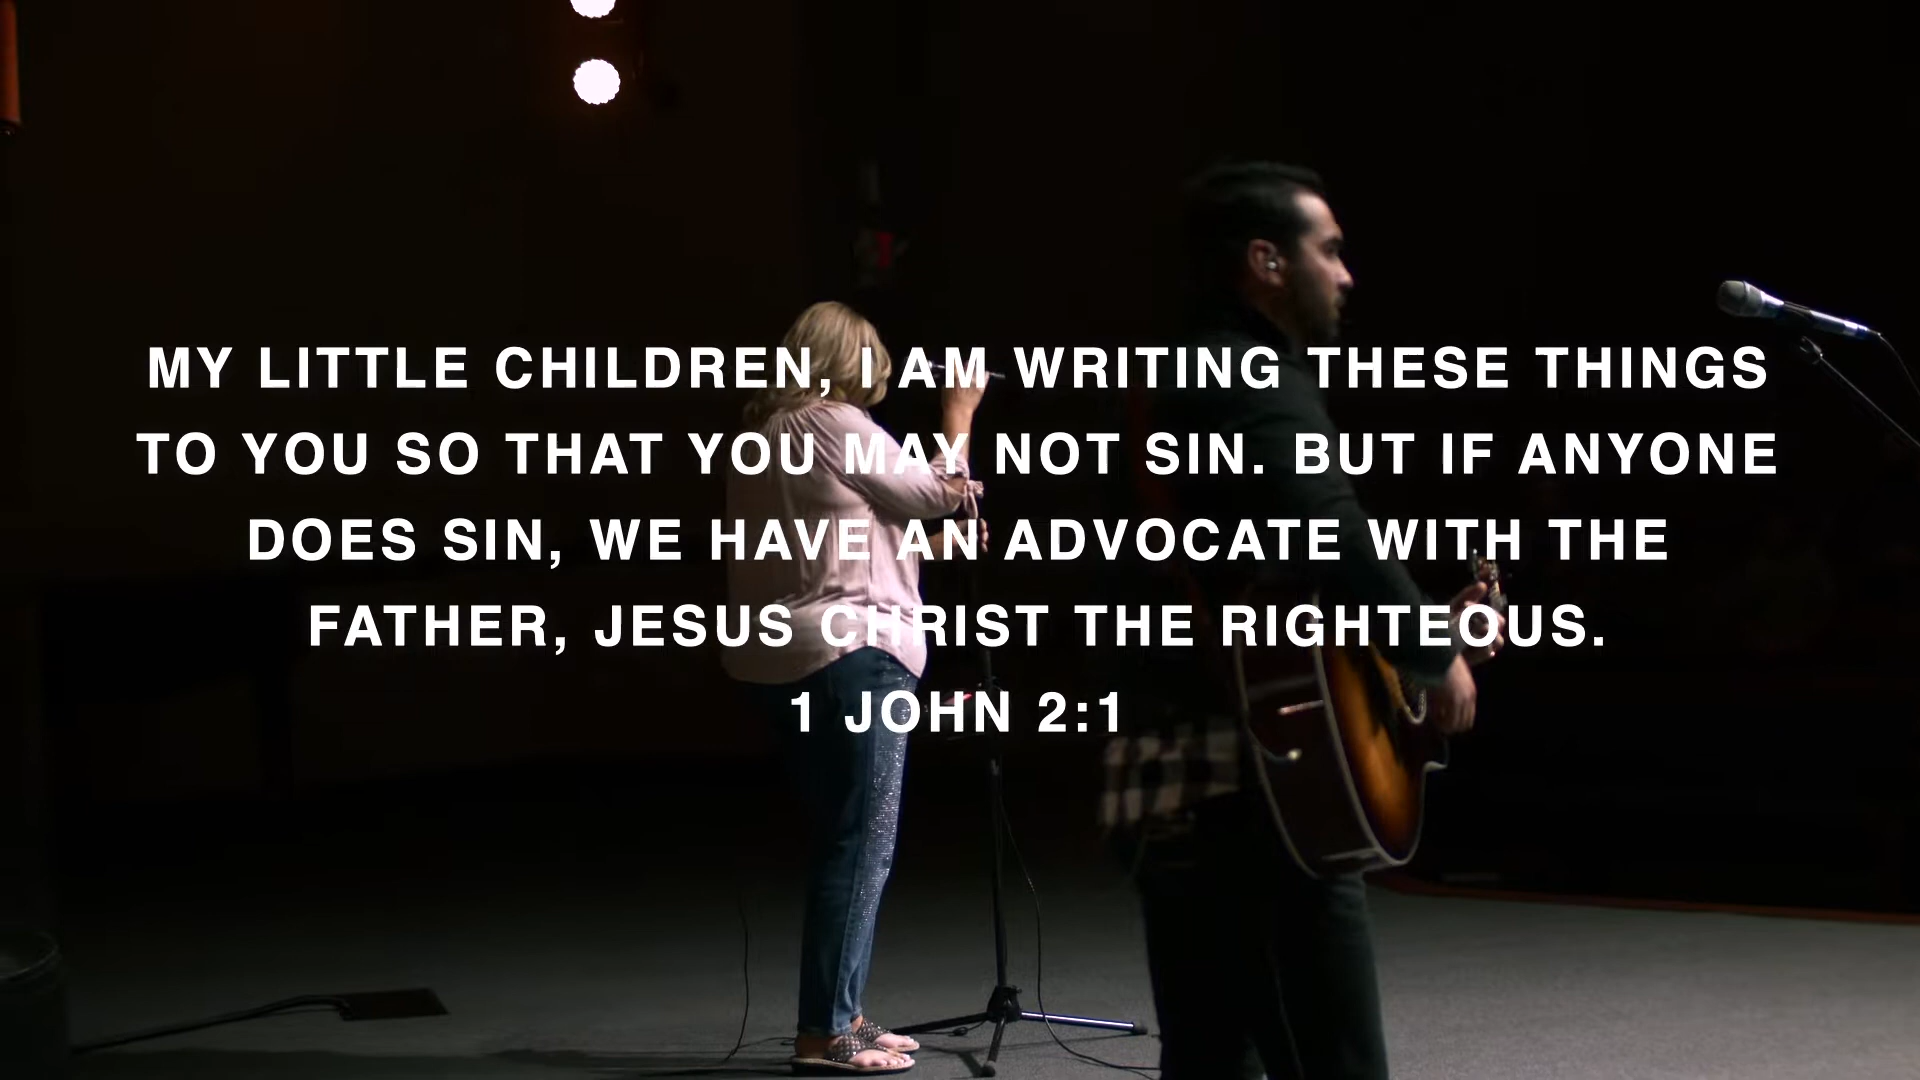 MY LITTLE CHILDREN, I AM WRITING THESE THINGS
TO YOU SO THAT YOU MAY NOT SIN. BUT IF ANYONE
DOES SIN, WE HAVE AN ADVOCATE WITH THE
FATHER, JESUS CHRIST THE RIGHTEOUS.
1 JOHN 2:1